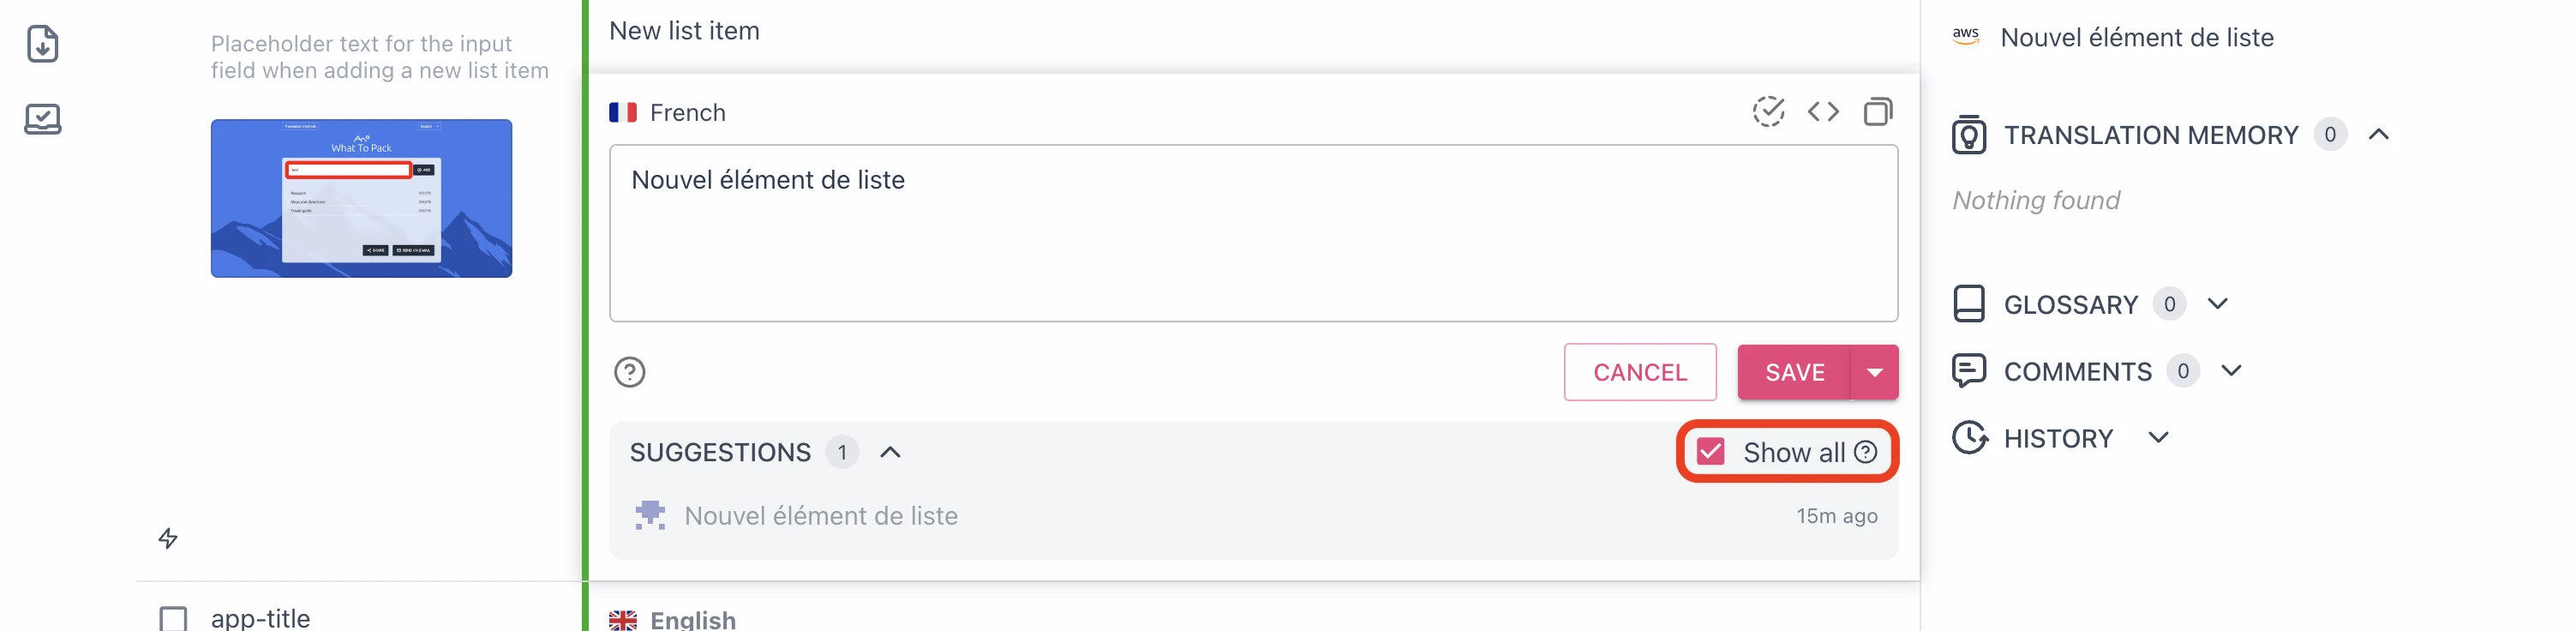 Placeholder text for the input
field when adding a new list item
What To Pack
app-title
New list item
French
Nouvel élément de liste
CANCEL
SAVE
SUGGESTIONS 1
Show all
Nouvel élément de liste
15m ago
English
aws
Nouvel élément de liste
TRANSLATION MEMORY 0
Nothing found
GLOSSARY 0
COMMENTS 0
HISTORY